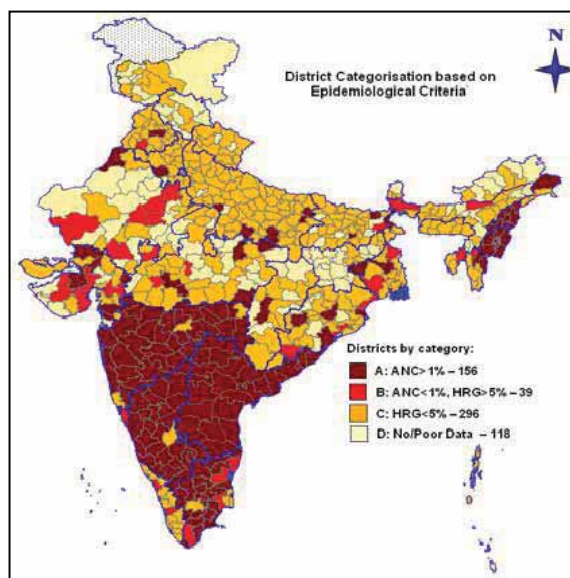 N
District Categorisation based on
Epidemiological Criteria
Districts by category:
A: ANC>1% – 156
B: ANC<1%, HRG>5% – 39
C: HRG<5% – 296
D: No/Poor Data – 118